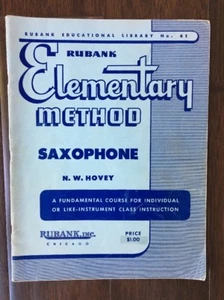 RUBANK EDUCATIONAL LIBRARY No. 41
RUBANK
Elementary
METHOD
SAXOPHONE
N. W. HOVEY
A FUNDAMENTAL COURSE FOR INDIVIDUAL
OR LIKE-INSTRUMENT CLASS INSTRUCTION
RUBANK, INC.
CHICAGO
PRICE
$1.00